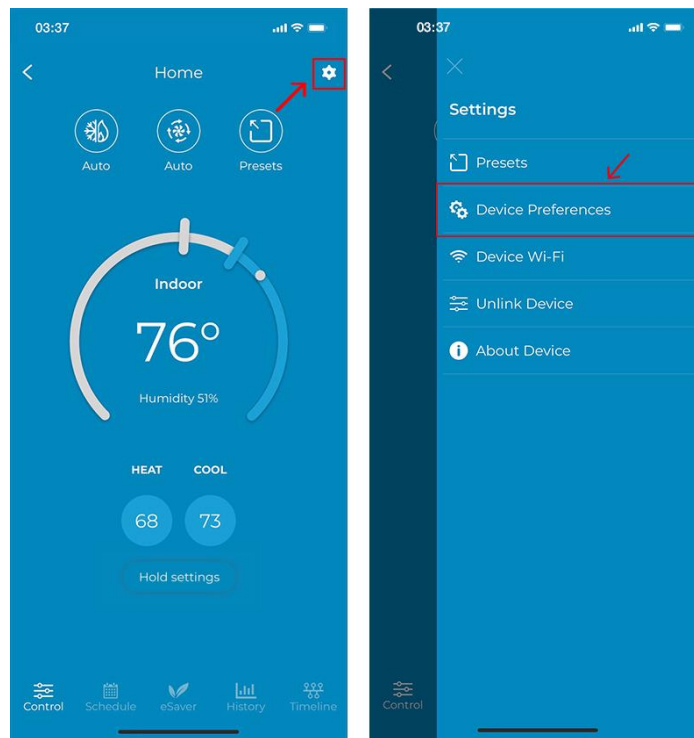 03:37
Home
Auto
Auto
Presets
Indoor
76°
Humidity 51%
HEAT COOL
68 73
Hold settings
Control Schedule eSaver History Timeline
03:37
Settings
Presets
Device Preferences
Device Wi-Fi
Unlink Device
About Device
Control